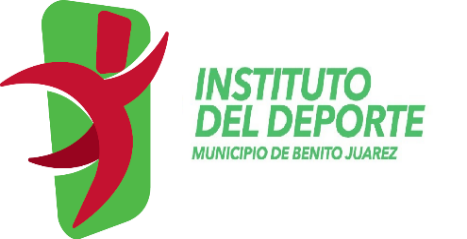 INSTITUTO
DEL DEPORTE
MUNICIPIO DE BENITO JUAREZ